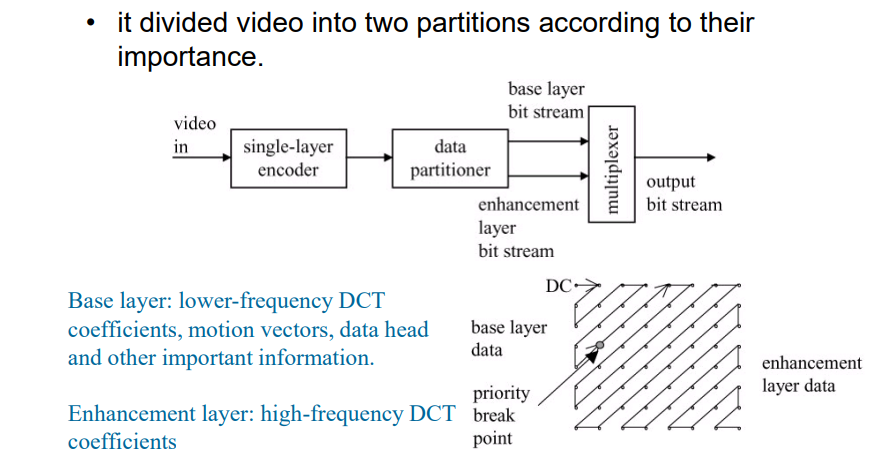 • it divided video into two partitions according to their
importance.
base layer
bit stream
video
in
single-layer
encoder
data
partitioner
multiplexer
output
bit stream
enhancement
layer
bit stream
DC
Base layer: lower-frequency DCT
coefficients, motion vectors, data head
and other important information.
base layer
data
enhancement
layer data
priority
break
point
Enhancement layer: high-frequency DCT
coefficients